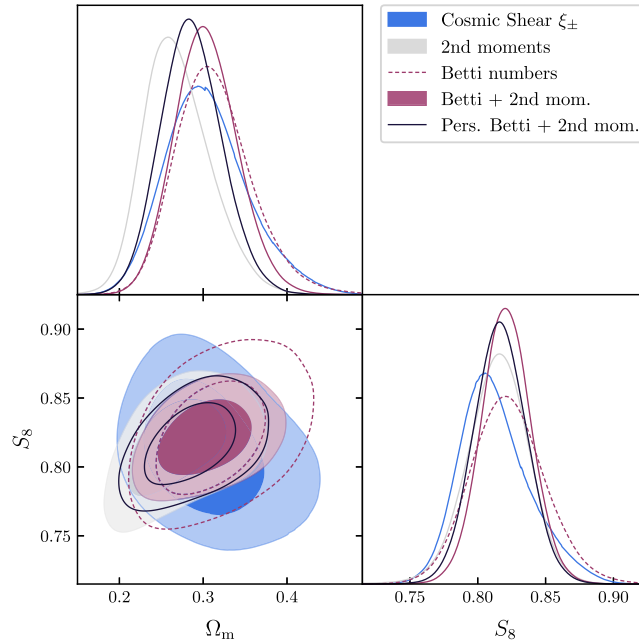 Cosmic Shear ξ±
2nd moments
Betti numbers
Betti + 2nd mom.
Pers. Betti + 2nd mom.
0.90
0.85
0.80
0.75
S8
0.2 0.3 0.4
Ωm
0.75 0.80 0.85 0.90
S8